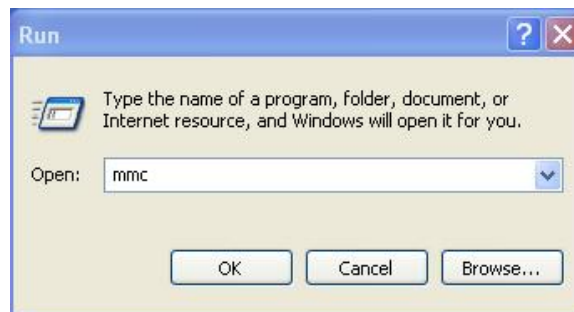 Run
Type the name of a program, folder, document, or
Internet resource, and Windows will open it for you.
Open: mmc
OK Cancel Browse...